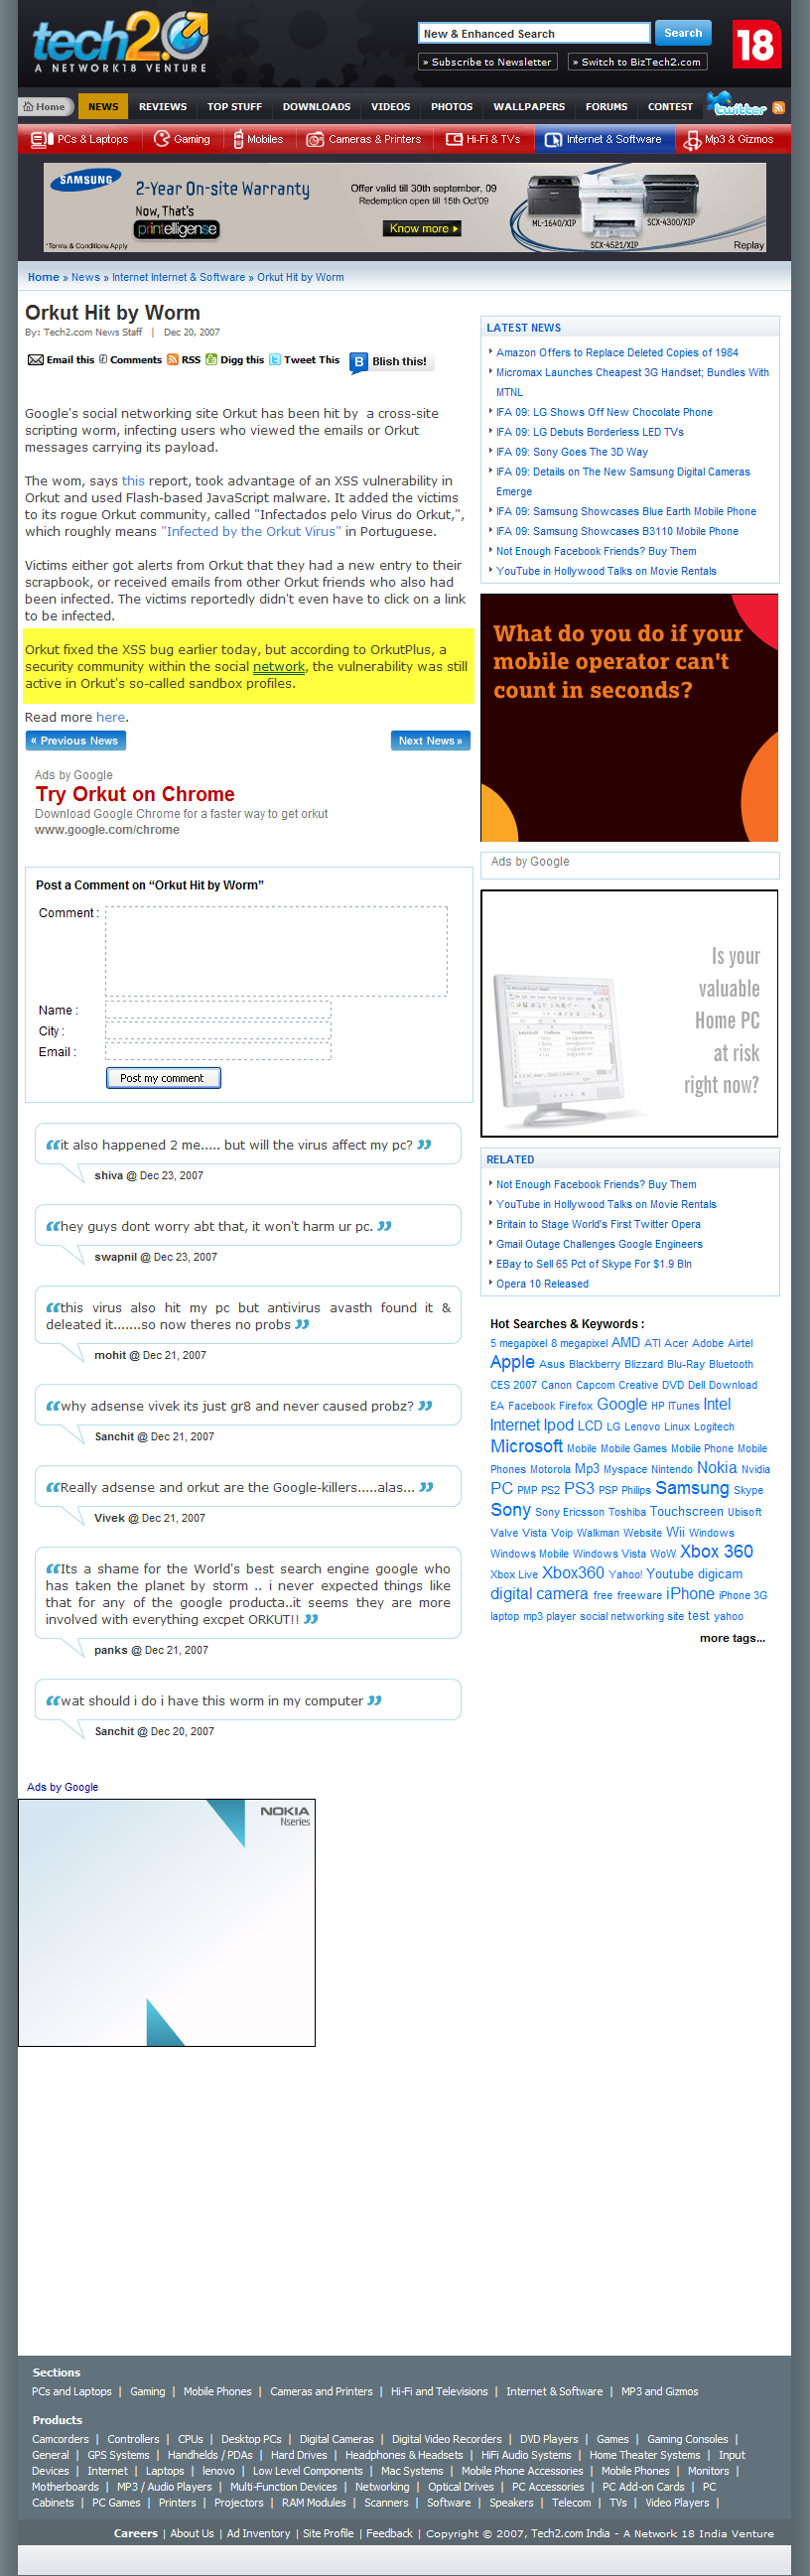 tech2.0
A NETWORK18 VENTURE
New & Enhanced Search
Search
» Subscribe to Newsletter
» Switch to BizTech2.com
18
Home
NEWS
REVIEWS
TOP STUFF
DOWNLOADS
VIDEOS
PHOTOS
WALLPAPERS
FORUMS
CONTEST
twitter
PCs & Laptops
Gaming
Mobiles
Cameras & Printers
Hi-Fi & TVs
Internet & Software
Mp3 & Gizmos
SAMSUNG
2-Year On-site Warranty
Now, That's
printelligense
*Terms & Conditions Apply
Offer valid till 30th september, 09
Redemption open till 15th Oct'09
Know more
ML-1640/XIP
SCX-4521/XIP
SCX-4300/XIP
Replay
Home » News » Internet Internet & Software » Orkut Hit by Worm
Orkut Hit by Worm
By: Tech2.com News Staff | Dec 20, 2007
Email this
Comments
RSS
Digg this
Tweet This
B Blish this!
Google's social networking site Orkut has been hit by a cross-site
scripting worm, infecting users who viewed the emails or Orkut
messages carrying its payload.
The wom, says this report, took advantage of an XSS vulnerability in
Orkut and used Flash-based JavaScript malware. It added the victims
to its rogue Orkut community, called "Infectados pelo Virus do Orkut,",
which roughly means "Infected by the Orkut Virus" in Portuguese.
Victims either got alerts from Orkut that they had a new entry to their
scrapbook, or received emails from other Orkut friends who also had
been infected. The victims reportedly didn't even have to click on a link
to be infected.
Orkut fixed the XSS bug earlier today, but according to OrkutPlus, a
security community within the social network, the vulnerability was still
active in Orkut's so-called sandbox profiles.
Read more here.
« Previous News
Next News »
Ads by Google
Try Orkut on Chrome
Download Google Chrome for a faster way to get orkut
www.google.com/chrome
Post a Comment on “Orkut Hit by Worm”
Comment :
Name :
City :
Email :
Post my comment
“it also happened 2 me..... but will the virus affect my pc? ”
shiva @ Dec 23, 2007
“hey guys dont worry abt that, it won't harm ur pc. ”
swapnil @ Dec 23, 2007
“this virus also hit my pc but antivirus avasth found it &
deleated it.......so now theres no probs ”
mohit @ Dec 21, 2007
“why adsense vivek its just gr8 and never caused probz? ”
Sanchit @ Dec 21, 2007
“Really adsense and orkut are the Google-killers.....alas... ”
Vivek @ Dec 21, 2007
“Its a shame for the World's best search engine google who
has taken the planet by storm .. i never expected things like
that for any of the google producta..it seems they are more
involved with everything excpet ORKUT!! ”
panks @ Dec 21, 2007
“wat should i do i have this worm in my computer ”
Sanchit @ Dec 20, 2007
Ads by Google
NOKIA
Nseries
LATEST NEWS
Amazon Offers to Replace Deleted Copies of 1984
Micromax Launches Cheapest 3G Handset; Bundles With
MTNL
IFA 09: LG Shows Off New Chocolate Phone
IFA 09: LG Debuts Borderless LED TVs
IFA 09: Sony Goes The 3D Way
IFA 09: Details on The New Samsung Digital Cameras
Emerge
IFA 09: Samsung Showcases Blue Earth Mobile Phone
IFA 09: Samsung Showcases B3110 Mobile Phone
Not Enough Facebook Friends? Buy Them
YouTube in Hollywood Talks on Movie Rentals
What do you do if your
mobile operator can't
count in seconds?
Ads by Google
Is your
valuable
Home PC
at risk
right now?
RELATED
Not Enough Facebook Friends? Buy Them
YouTube in Hollywood Talks on Movie Rentals
Britain to Stage World's First Twitter Opera
Gmail Outage Challenges Google Engineers
EBay to Sell 65 Pct of Skype For $1.9 Bln
Opera 10 Released
Hot Searches & Keywords :
5 megapixel 8 megapixel AMD ATI Acer Adobe Airtel
Apple Asus Blackberry Blizzard Blu-Ray Bluetooth
CES 2007 Canon Capcom Creative DVD Dell Download
EA Facebook Firefox Google HP ITunes Intel
Internet Ipod LCD LG Lenovo Linux Logitech
Microsoft Mobile Mobile Games Mobile Phone Mobile
Phones Motorola Mp3 Myspace Nintendo Nokia Nvidia
PC PMP PS2 PS3 PSP Philips Samsung Skype
Sony Sony Ericsson Toshiba Touchscreen Ubisoft
Valve Vista Voip Walkman Website Wii Windows
Windows Mobile Windows Vista WoW Xbox 360
Xbox Live Xbox360 Yahoo! Youtube digicam
digital camera free freeware iPhone iPhone 3G
laptop mp3 player social networking site test yahoo
more tags...
Sections
PCs and Laptops | Gaming | Mobile Phones | Cameras and Printers | Hi-Fi and Televisions | Internet & Software | MP3 and Gizmos
Products
Camcorders | Controllers | CPUs | Desktop PCs | Digital Cameras | Digital Video Recorders | DVD Players | Games | Gaming Consoles |
General | GPS Systems | Handhelds / PDAs | Hard Drives | Headphones & Headsets | HiFi Audio Systems | Home Theater Systems | Input
Devices | Internet | Laptops | lenovo | Low Level Components | Mac Systems | Mobile Phone Accessories | Mobile Phones | Monitors |
Motherboards | MP3 / Audio Players | Multi-Function Devices | Networking | Optical Drives | PC Accessories | PC Add-on Cards | PC
Cabinets | PC Games | Printers | Projectors | RAM Modules | Scanners | Software | Speakers | Telecom | TVs | Video Players |
Careers | About Us | Ad Inventory | Site Profile | Feedback | Copyright © 2007, Tech2.com India - A Network 18 India Venture